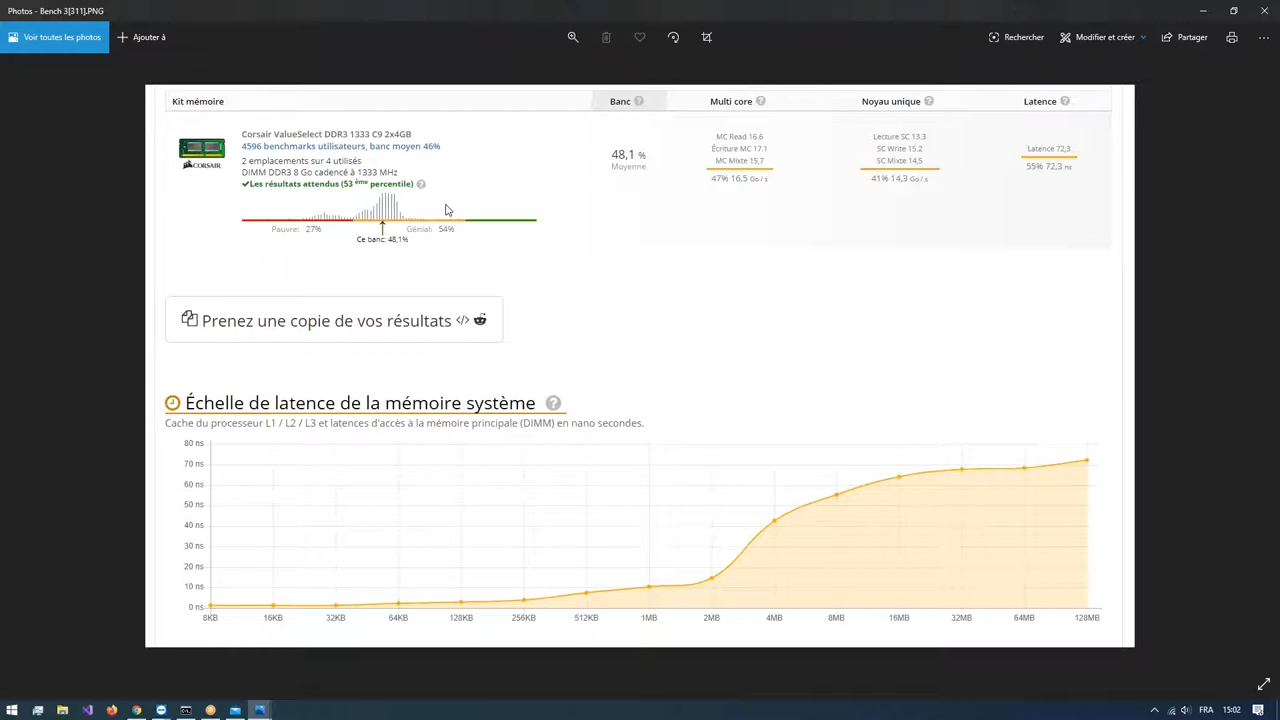 Photos - Bench 3[311].PNG
Voir toutes les photos
Ajouter à
Rechercher
Modifier et créer
Partager
Kit mémoire
Banc ?
Multi core ?
Noyau unique ?
Latence ?
CORSAIR
Corsair ValueSelect DDR3 1333 C9 2x4GB
4596 benchmarks utilisateurs, banc moyen 46%
2 emplacements sur 4 utilisés
DIMM DDR3 8 Go cadencé à 1333 MHz
Les résultats attendus (53 ème percentile) ?
Pauvre: 27%
Génial: 54%
Ce banc: 48,1%
48,1 %
Moyenne
MC Read 16.6
Écriture MC 17.1
MC Mixte 15,7
47% 16,5 Go / s
Lecture SC 13.3
SC Write 15.2
SC Mixte 14,5
41% 14,3 Go / s
Latence 72,3
55% 72,3 ns
Prenez une copie de vos résultats </>
Échelle de latence de la mémoire système ?
Cache du processeur L1 / L2 / L3 et latences d'accès à la mémoire principale (DIMM) en nano secondes.
80 ns
70 ns
60 ns
50 ns
40 ns
30 ns
20 ns
10 ns
0 ns
8KB 16KB 32KB 64KB 128KB 256KB 512KB 1MB 2MB 4MB 8MB 16MB 32MB 64MB 128MB
FRA 15:02